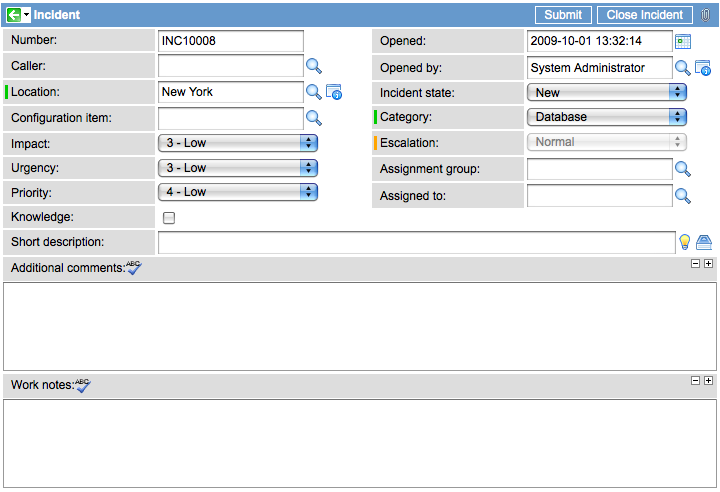 Incident Submit Close Incident
Number: INC10008 Opened: 2009-10-01 13:32:14
Caller: Opened by: System Administrator
Location: New York Incident state: New
Configuration item: Category: Database
Impact: 3 - Low Escalation: Normal
Urgency: 3 - Low Assignment group:
Priority: 4 - Low Assigned to:
Knowledge:
Short description:
Additional comments: ABC
Work notes: ABC